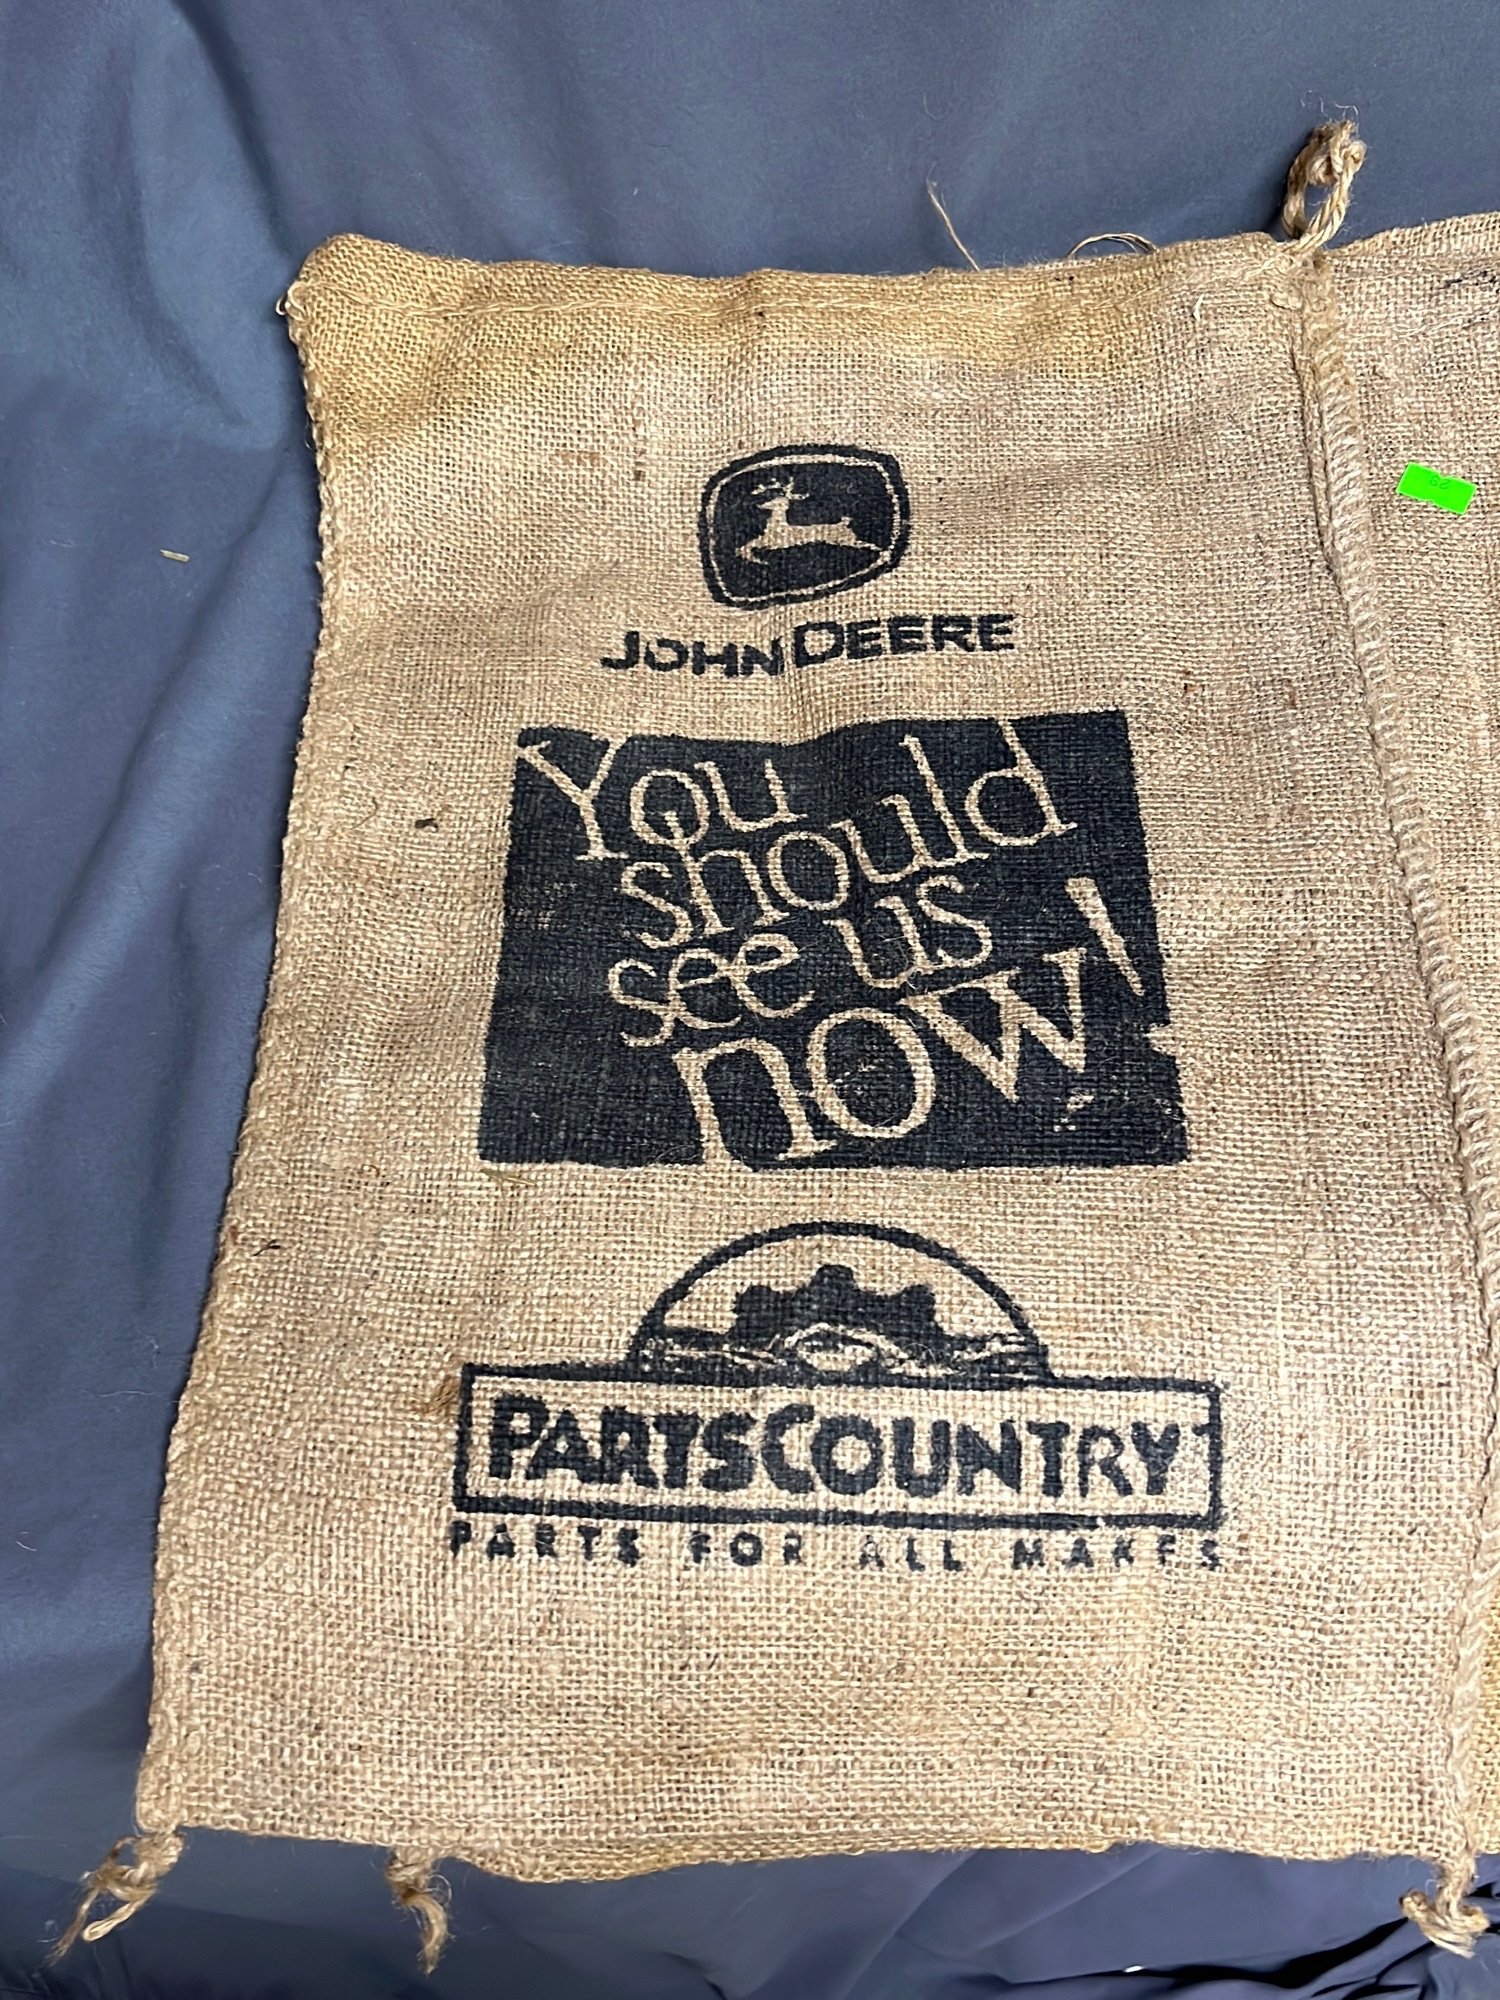 JOHN DEERE
You
should
see us
now!
PARTSCOUNTRY
PARTS FOR ALL MAKES